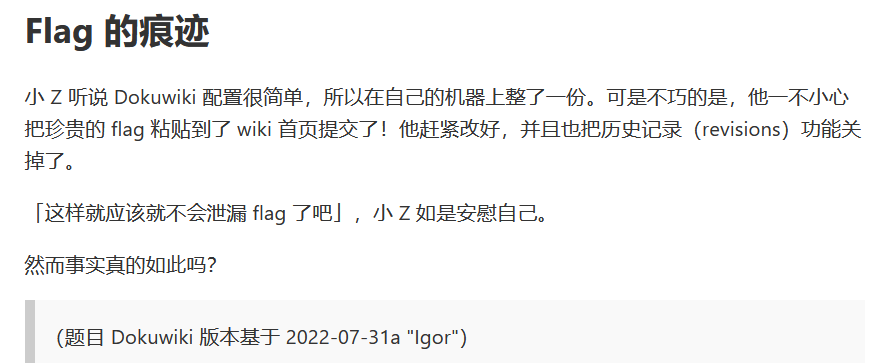 Flag 的痕迹
小 Z 听说 Dokuwiki 配置很简单，所以在自己的机器上整了一份。可是不巧的是，他一不小心
把珍贵的 flag 粘贴到了 wiki 首页提交了！他赶紧改好，并且也把历史记录（revisions）功能关
掉了。
「这样就应该就不会泄漏 flag 了吧」，小 Z 如是安慰自己。
然而事实真的如此吗？
（题目 Dokuwiki 版本基于 2022-07-31a "Igor"）